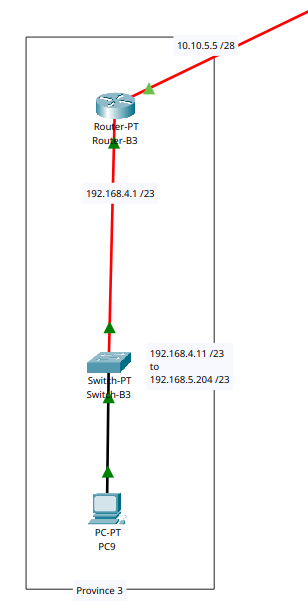 10.10.5.5 /28
Router-PT
Router-B3
192.168.4.1 /23
192.168.4.11 /23
to
192.168.5.204 /23
Switch-PT
Switch-B3
PC-PT
PC9
Province 3